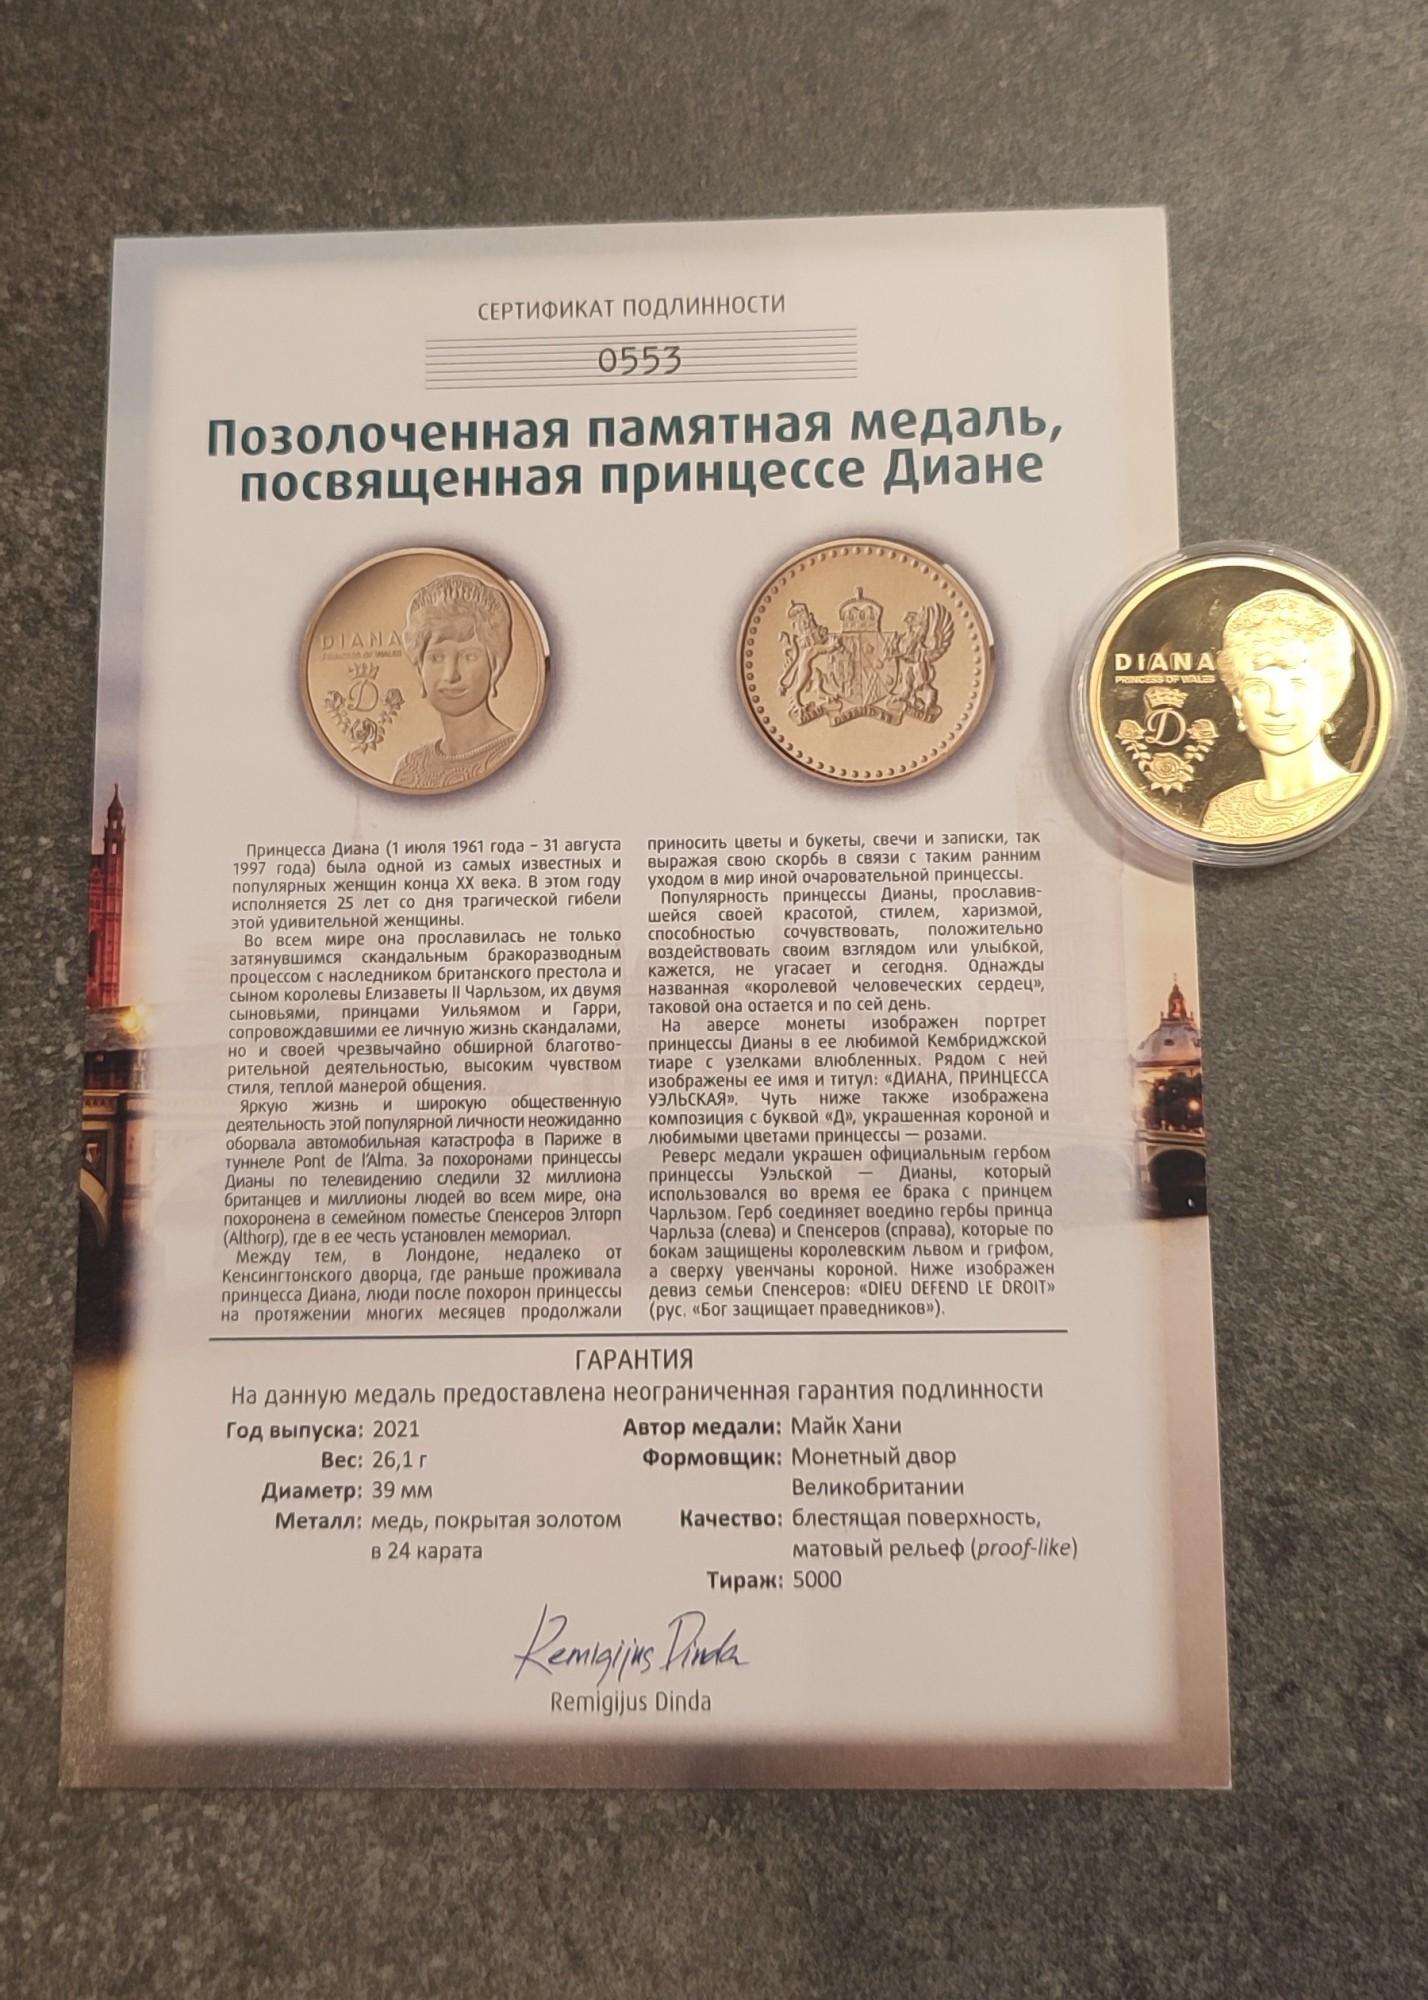 СЕРТИФИКАТ ПОДЛИННОСТИ
0553
Позолоченная памятная медаль,
посвященная принцессе Диане
DIANA
PRINCESS OF WALES
D
DIANA
PRINCESS OF WALES
D
Принцесса Диана (1 июля 1961 года – 31 августа
1997 года) была одной из самых известных и
популярных женщин конца XX века. В этом году
исполняется 25 лет со дня трагической гибели
этой удивительной женщины.
Во всем мире она прославилась не только
затянувшимся скандальным бракоразводным
процессом с наследником британского престола и
сыном королевы Елизаветы II Чарльзом, их двумя
сыновьями, принцами Уильямом и Гарри,
сопровождавшими ее личную жизнь скандалами,
но и своей чрезвычайно обширной благотво-
рительной деятельностью, высоким чувством
стиля, теплой манерой общения.
Яркую жизнь и широкую общественную
деятельность этой популярной личности неожиданно
оборвала автомобильная катастрофа в Париже в
туннеле Pont de l'Alma. За похоронами принцессы
Дианы по телевидению следили 32 миллиона
британцев и миллионы людей во всем мире, она
похоронена в семейном поместье Спенсеров Элторп
(Althorp), где в ее честь установлен мемориал.
Между тем, в Лондоне, недалеко от
Кенсингтонского дворца, где раньше проживала
принцесса Диана, люди после похорон принцессы
на протяжении многих месяцев продолжали
приносить цветы и букеты, свечи и записки, так
выражая свою скорбь в связи с таким ранним
уходом в мир иной очаровательной принцессы.
Популярность принцессы Дианы, прославив-
шейся своей красотой, стилем, харизмой,
способностью сочувствовать, положительно
воздействовать своим взглядом или улыбкой,
кажется, не угасает и сегодня. Однажды
названная «королевой человеческих сердец»,
таковой она остается и по сей день.
На аверсе монеты изображен портрет
принцессы Дианы в ее любимой Кембриджской
тиаре с узелками влюбленных. Рядом с ней
изображены ее имя и титул: «ДИАНА, ПРИНЦЕССА
УЭЛЬСКАЯ». Чуть ниже также изображена
композиция с буквой «Д», украшенная короной и
любимыми цветами принцессы — розами.
Реверс медали украшен официальным гербом
принцессы Уэльской — Дианы, который
использовался во время ее брака с принцем
Чарльзом. Герб соединяет воедино гербы принца
Чарльза (слева) и Спенсеров (справа), которые по
бокам защищены королевским львом и грифом,
а сверху увенчаны короной. Ниже изображен
девиз семьи Спенсеров: «DIEU DEFEND LE DROIT»
(рус. «Бог защищает праведников»).
ГАРАНТИЯ
На данную медаль предоставлена неограниченная гарантия подлинности
Год выпуска: 2021
Вес: 26,1 г
Диаметр: 39 мм
Металл: медь, покрытая золотом
в 24 карата
Автор медали: Майк Хани
Формовщик: Монетный двор
Великобритании
Качество: блестящая поверхность,
матовый рельеф (proof-like)
Тираж: 5000
Remigijus Dinda
Remigijus Dinda